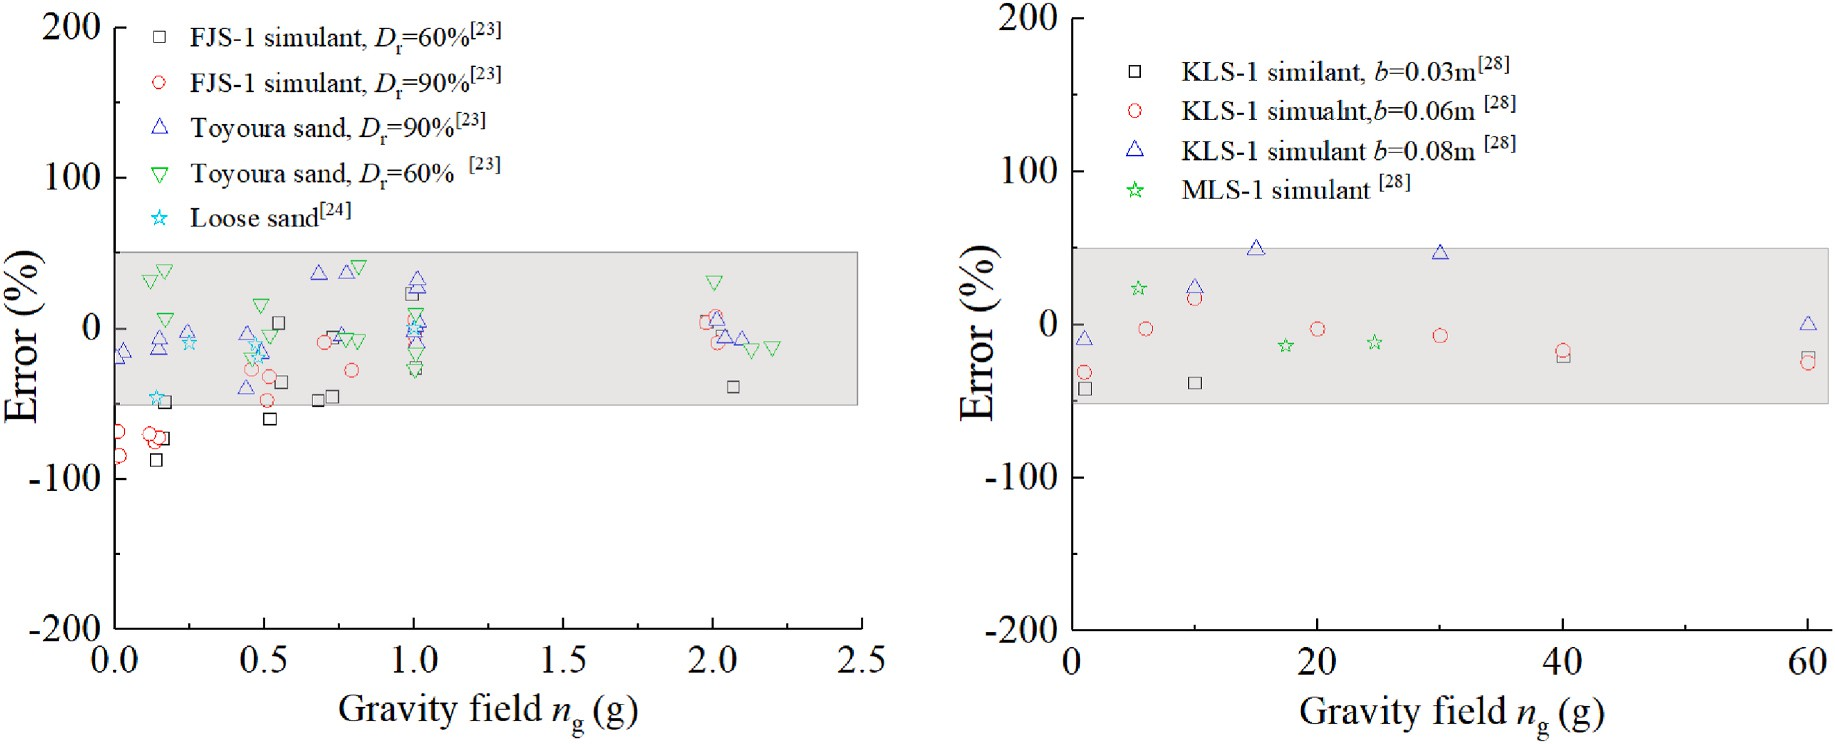 200
100
0
-100
-200
Error (%)
FJS-1 simulant, Dr=60%[23]
FJS-1 simulant, Dr=90%[23]
Toyoura sand, Dr=90%[23]
Toyoura sand, Dr=60% [23]
Loose sand[24]
0.0 0.5 1.0 1.5 2.0 2.5
Gravity field ng (g)
200
100
0
-100
-200
Error (%)
KLS-1 similant, b=0.03m[28]
KLS-1 simualnt,b=0.06m [28]
KLS-1 simulant b=0.08m [28]
MLS-1 simulant [28]
0 20 40 60
Gravity field ng (g)